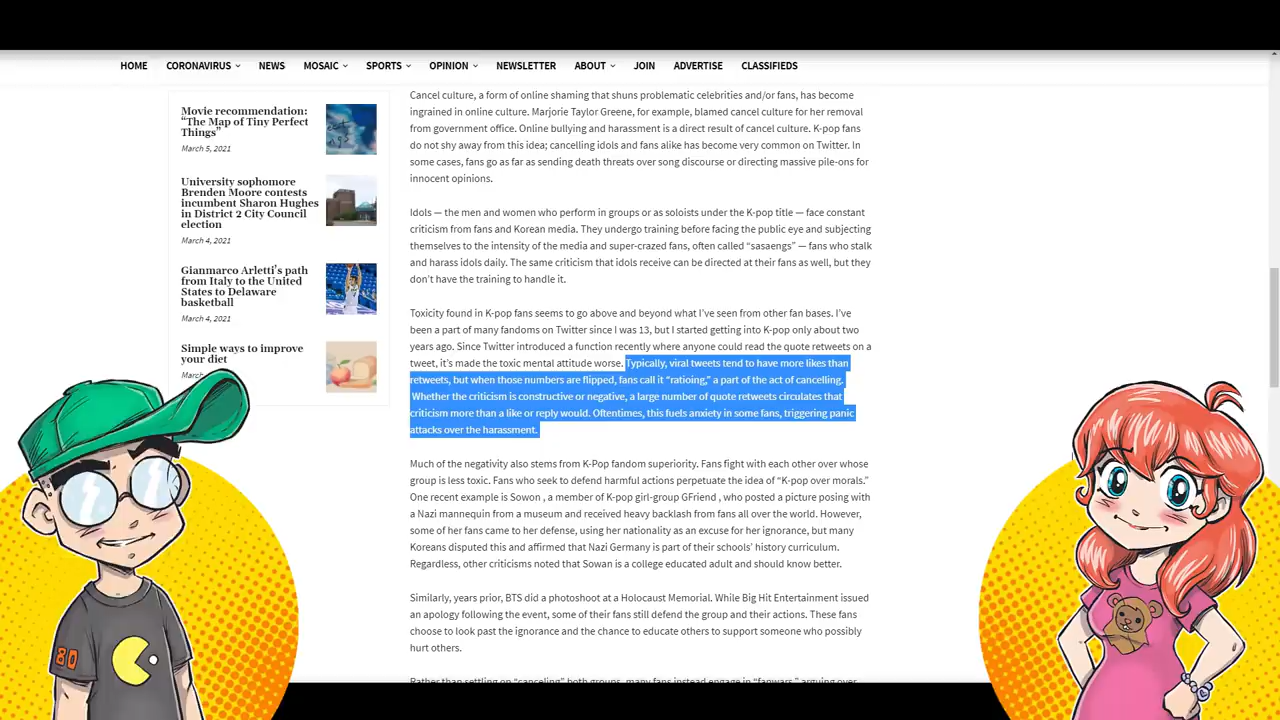 HOME
CORONAVIRUS
NEWS
MOSAIC
SPORTS
OPINION
NEWSLETTER
ABOUT
JOIN
ADVERTISE
CLASSIFIEDS
Movie recommendation:
“The Map of Tiny Perfect
Things”
March 5, 2021
University sophomore
Brenden Moore contests
incumbent Sharon Hughes
in District 2 City Council
election
March 4, 2021
Gianmarco Arletti’s path
from Italy to the United
States to Delaware
basketball
March 4, 2021
Simple ways to improve
your diet
Cancel culture, a form of online shaming that shuns problematic celebrities and/or fans, has become
ingrained in online culture. Marjorie Taylor Greene, for example, blamed cancel culture for her removal
from government office. Online bullying and harassment is a direct result of cancel culture. K-pop fans
do not shy away from this idea; cancelling idols and fans alike has become very common on Twitter. In
some cases, fans go as far as sending death threats over song discourse or directing massive pile-ons for
innocent opinions.
Idols — the men and women who perform in groups or as soloists under the K-pop title — face constant
criticism from fans and Korean media. They undergo training before facing the public eye and subjecting
themselves to the intensity of the media and super-crazed fans, often called “sasaengs” — fans who stalk
and harass idols daily. The same criticism that idols receive can be directed at their fans as well, but they
don’t have the training to handle it.
Toxicity found in K-pop fans seems to go above and beyond what I’ve seen from other fan bases. I’ve
been a part of many fandoms on Twitter since I was 13, but I started getting into K-pop only about two
years ago. Since Twitter introduced a function recently where anyone could read the quote retweets on a
tweet, it’s made the toxic mental attitude worse. Typically, viral tweets tend to have more likes than
retweets, but when those numbers are flipped, fans call it “ratioing,” a part of the act of cancelling.
Whether the criticism is constructive or negative, a large number of quote retweets circulates that
criticism more than a like or reply would. Oftentimes, this fuels anxiety in some fans, triggering panic
attacks over the harassment.
Much of the negativity also stems from K-Pop fandom superiority. Fans fight with each other over whose
group is less toxic. Fans who seek to defend harmful actions perpetuate the idea of “K-pop over morals.”
One recent example is Sowon , a member of K-pop girl-group GFriend , who posted a picture posing with
a Nazi mannequin from a museum and received heavy backlash from fans all over the world. However,
some of her fans came to her defense, using her nationality as an excuse for her ignorance, but many
Koreans disputed this and affirmed that Nazi Germany is part of their schools’ history curriculum.
Regardless, other criticisms noted that Sowan is a college educated adult and should know better.
Similarly, years prior, BTS did a photoshoot at a Holocaust Memorial. While Big Hit Entertainment issued
an apology following the event, some of their fans still defend the group and their actions. These fans
choose to look past the ignorance and the chance to educate others to support someone who possibly
hurt others.
Rather than settling on “canceling” both groups, many fans instead engage in “fanwars,” arguing over
80